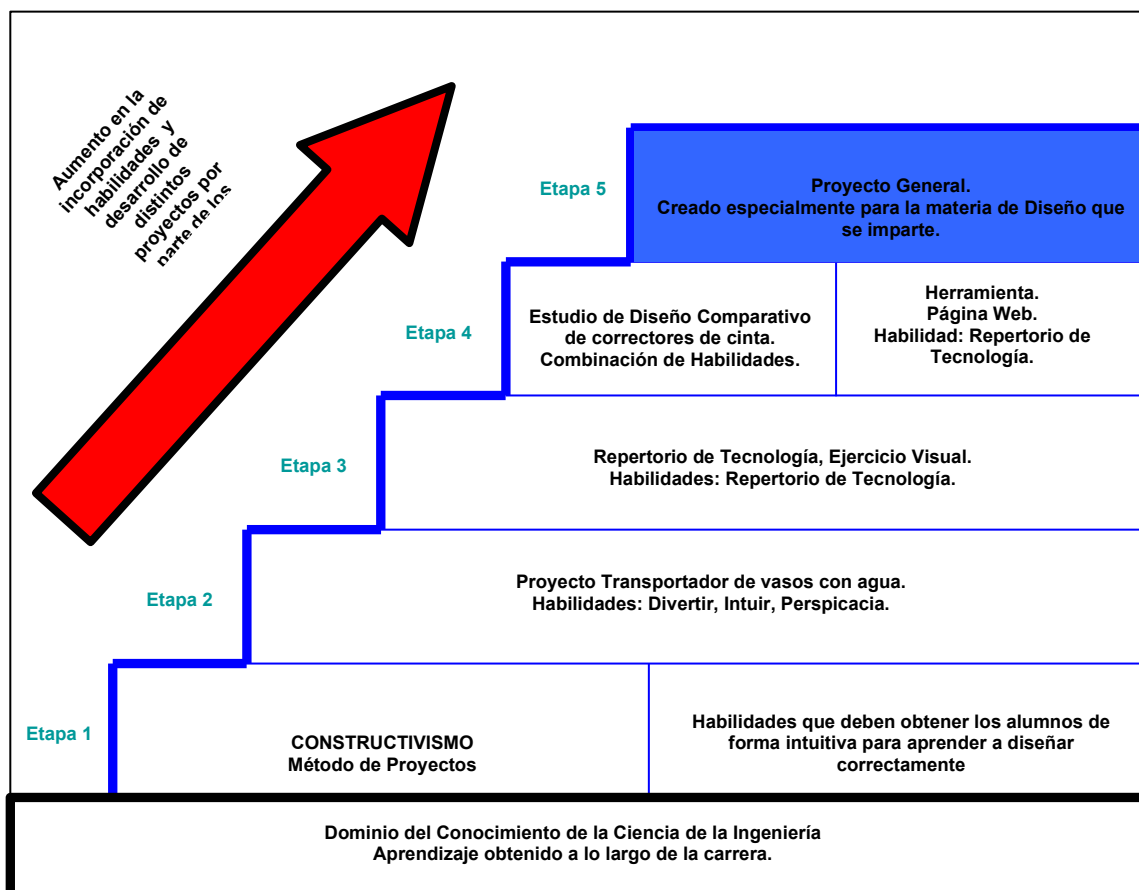 Aumento en la
incorporación de
habilidades y
desarrollo de
distintos
proyectos por
parte de los
Etapa 5
Proyecto General.
Creado especialmente para la materia de Diseño que
se imparte.
Etapa 4
Estudio de Diseño Comparativo
de correctores de cinta.
Combinación de Habilidades.
Herramienta.
Página Web.
Habilidad: Repertorio de
Tecnología.
Etapa 3
Repertorio de Tecnología, Ejercicio Visual.
Habilidades: Repertorio de Tecnología.
Etapa 2
Proyecto Transportador de vasos con agua.
Habilidades: Divertir, Intuir, Perspicacia.
Etapa 1
CONSTRUCTIVISMO
Método de Proyectos
Habilidades que deben obtener los alumnos de
forma intuitiva para aprender a diseñar
correctamente
Dominio del Conocimiento de la Ciencia de la Ingeniería
Aprendizaje obtenido a lo largo de la carrera.